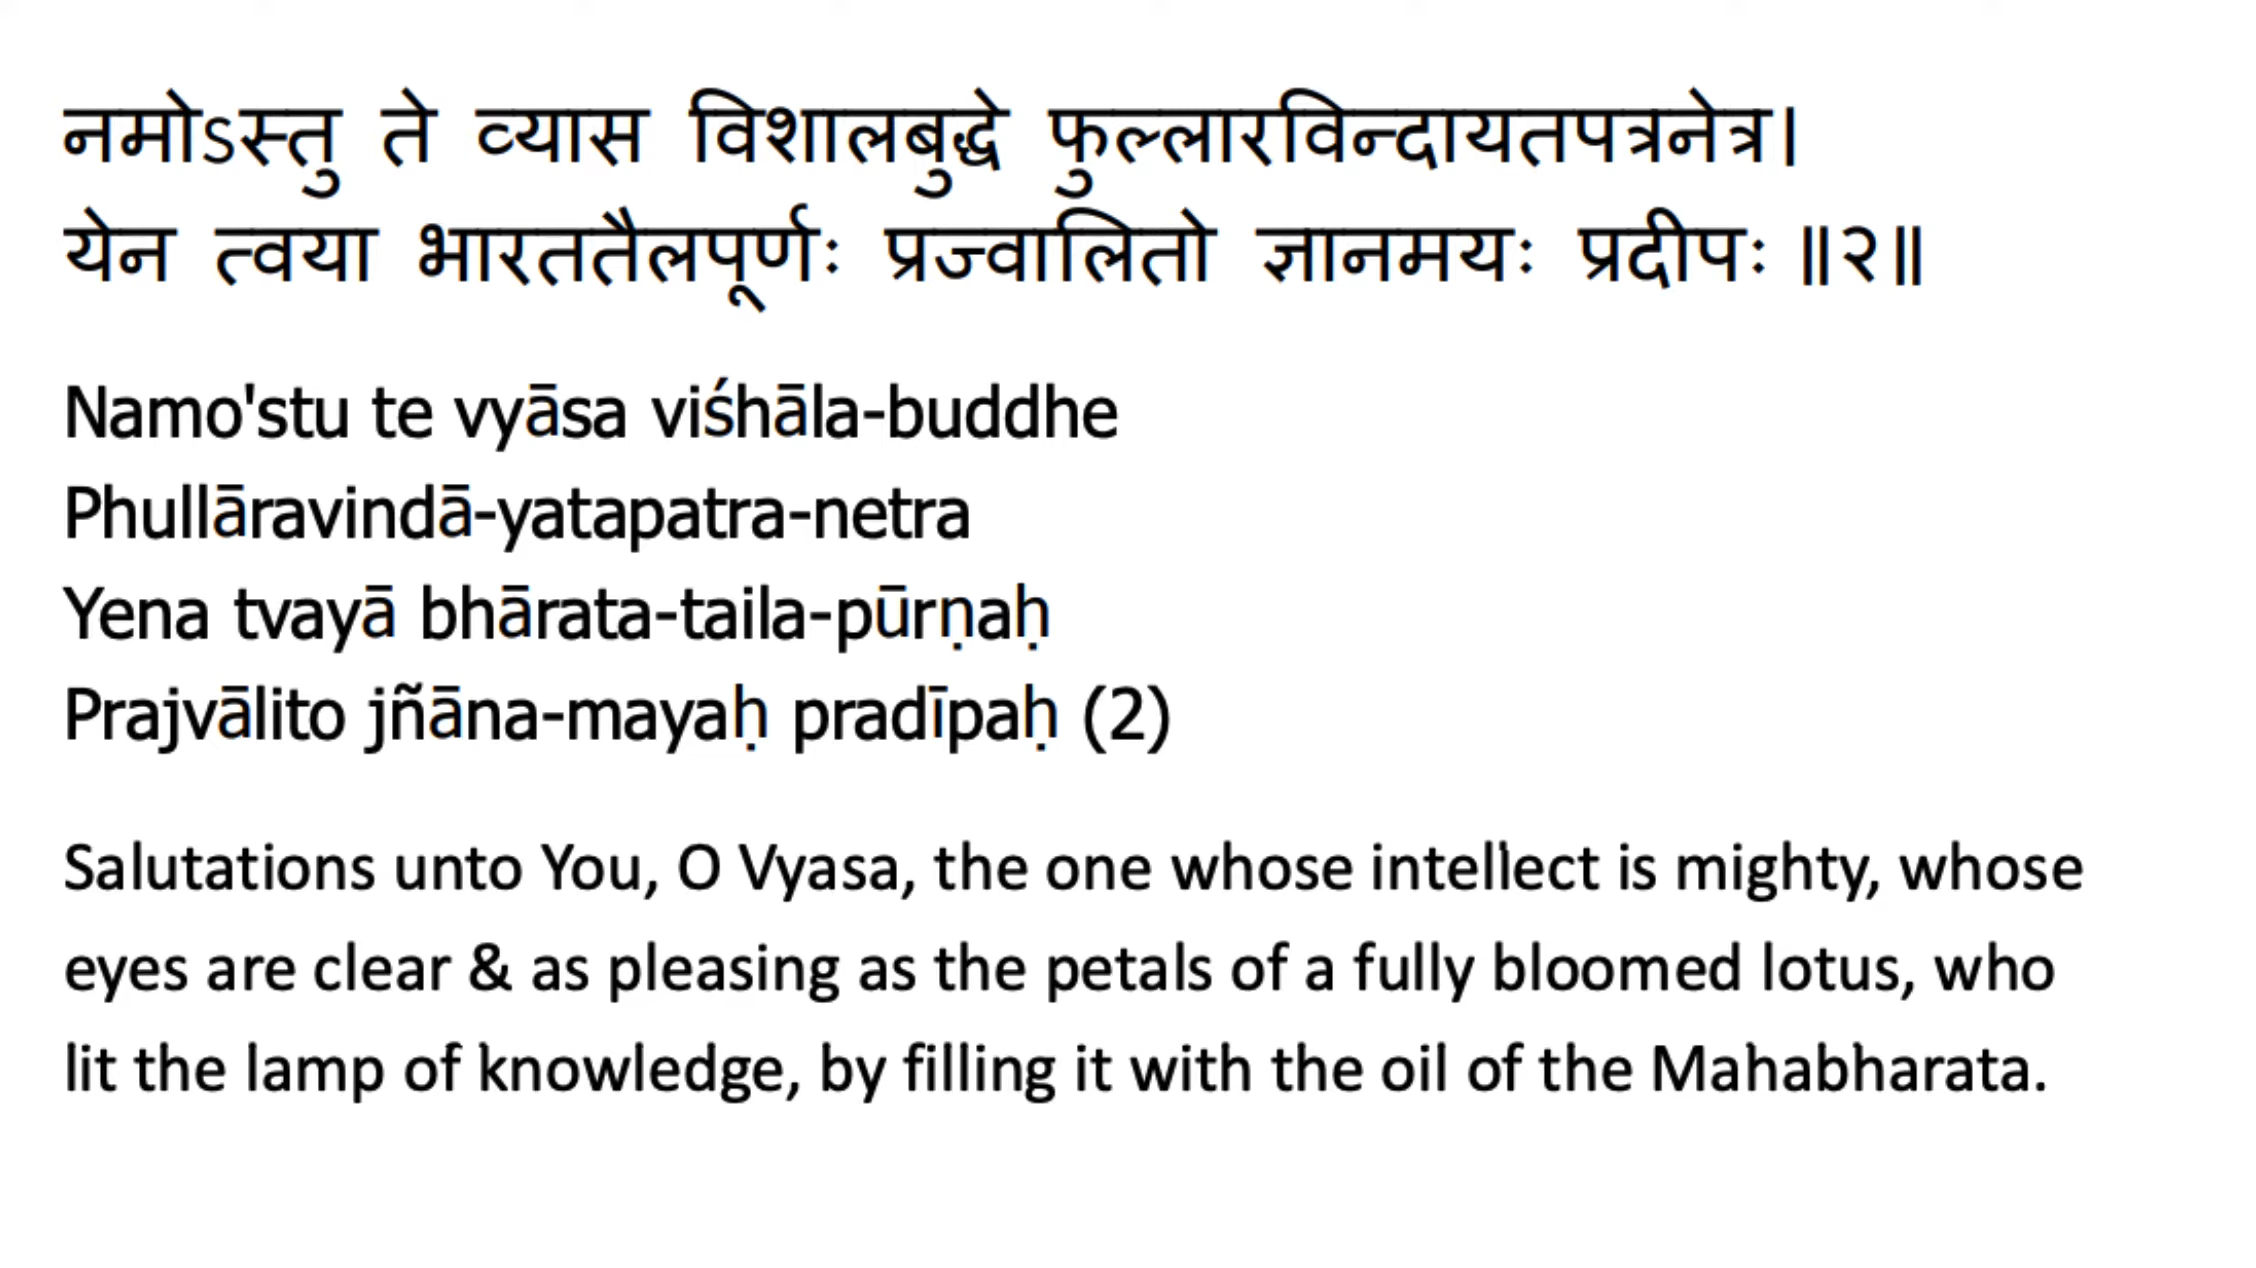 नमोऽस्तु ते व्यास विशालबुद्धे फुल्लारविन्दायतपत्रनेत्र।
येन त्वया भारततैलपूर्णः प्रज्वालितो ज्ञानमयः प्रदीपः ॥२॥
Namo'stu te vyāsa viśhāla-buddhe
Phullāravindā-yatapatra-netra
Yena tvayā bhārata-taila-pūrṇaḥ
Prajvālito jñāna-mayaḥ pradīpaḥ (2)
Salutations unto You, O Vyasa, the one whose intellect is mighty, whose
eyes are clear & as pleasing as the petals of a fully bloomed lotus, who
lit the lamp of knowledge, by filling it with the oil of the Mahabharata.